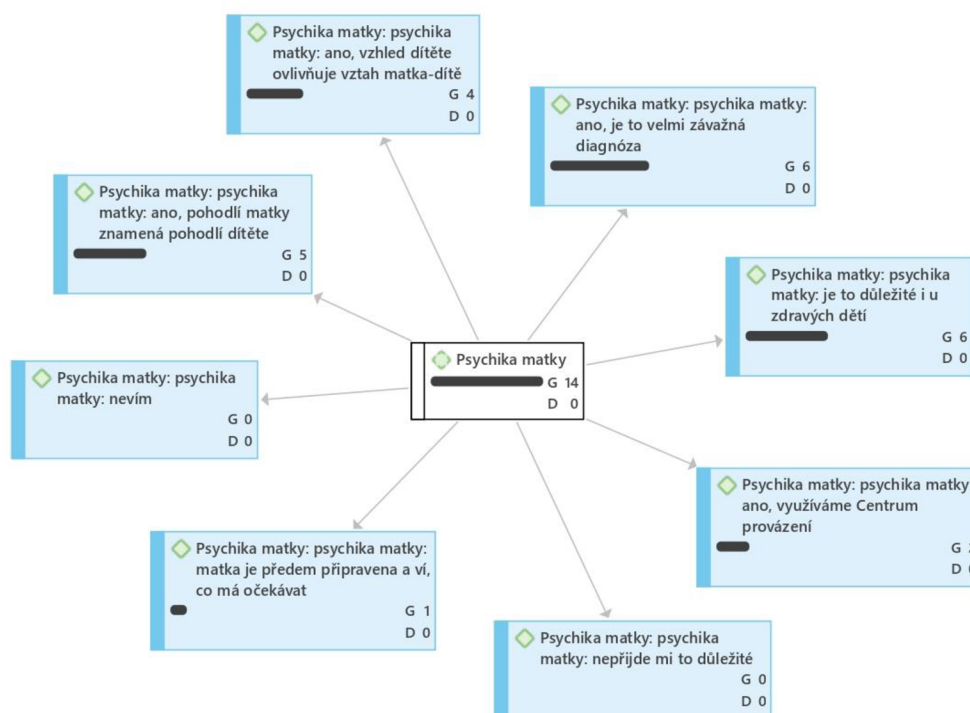 Psychika matky: psychika
matky: ano, vzhled dítěte
ovlivňuje vztah matka-dítě
G 4
D 0
Psychika matky: psychika matky:
ano, je to velmi závažná
diagnóza
G 6
D 0
Psychika matky: psychika
matky: ano, pohodlí matky
znamená pohodlí dítěte
G 5
D 0
Psychika matky: psychika
matky: je to důležité i u
zdravých dětí
G 6
D 0
Psychika matky
G 14
D 0
Psychika matky: psychika
matky: nevím
G 0
D 0
Psychika matky: psychika matky
ano, využíváme Centrum
provázení
G
D
Psychika matky: psychika matky:
matka je předem připravena a ví,
co má očekávat
G 1
D 0
Psychika matky: psychika
matky: nepřijde mi to důležité
G 0
D 0